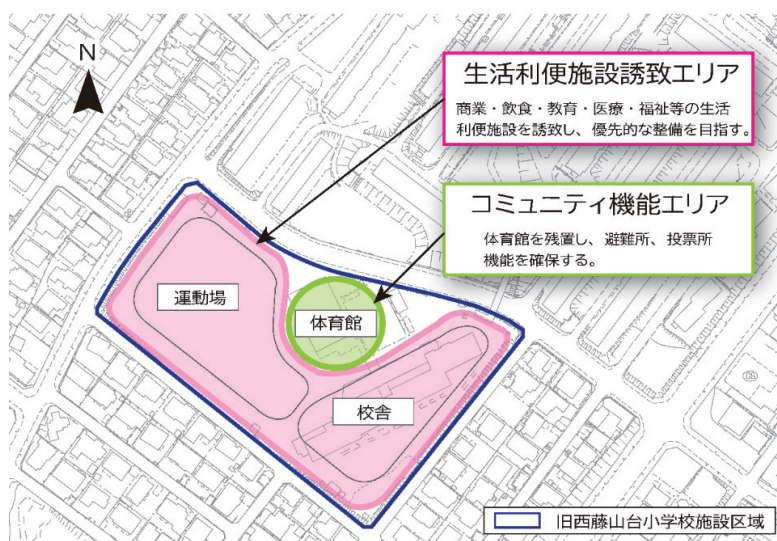 N
生活利便施設誘致エリア
商業・飲食・教育・医療・福祉等の生活
利便施設を誘致し、優先的な整備を目指す。
コミュニティ機能エリア
体育館を残置し、避難所、投票所
機能を確保する。
運動場
体育館
校舎
旧西藤山台小学校施設区域